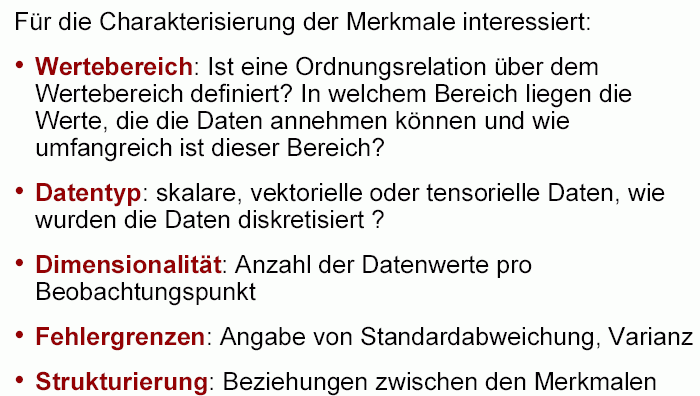 Für die Charakterisierung der Merkmale interessiert:
• Wertebereich: Ist eine Ordnungsrelation über dem
Wertebereich definiert? In welchem Bereich liegen die
Werte, die die Daten annehmen können und wie
umfangreich ist dieser Bereich?
• Datentyp: skalare, vektorielle oder tensorielle Daten, wie
wurden die Daten diskretisiert ?
• Dimensionalität: Anzahl der Datenwerte pro
Beobachtungspunkt
• Fehlergrenzen: Angabe von Standardabweichung, Varianz
• Strukturierung: Beziehungen zwischen den Merkmalen